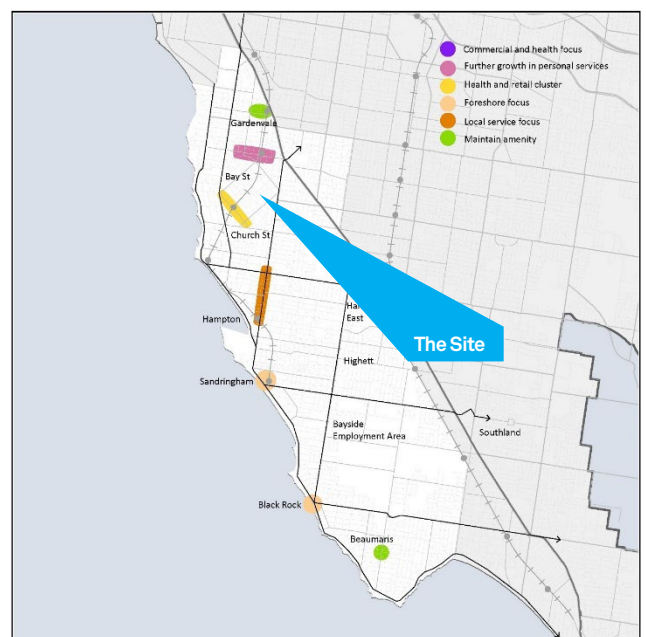 Commercial and health focus
Further growth in personal services
Health and retail cluster
Foreshore focus
Local service focus
Maintain amenity
Gardenvale
Bay St
Church St
Hampton
East
The Site
Highett
Sandringham
Bayside
Employment Area
Southland
Black Rock
Beaumaris